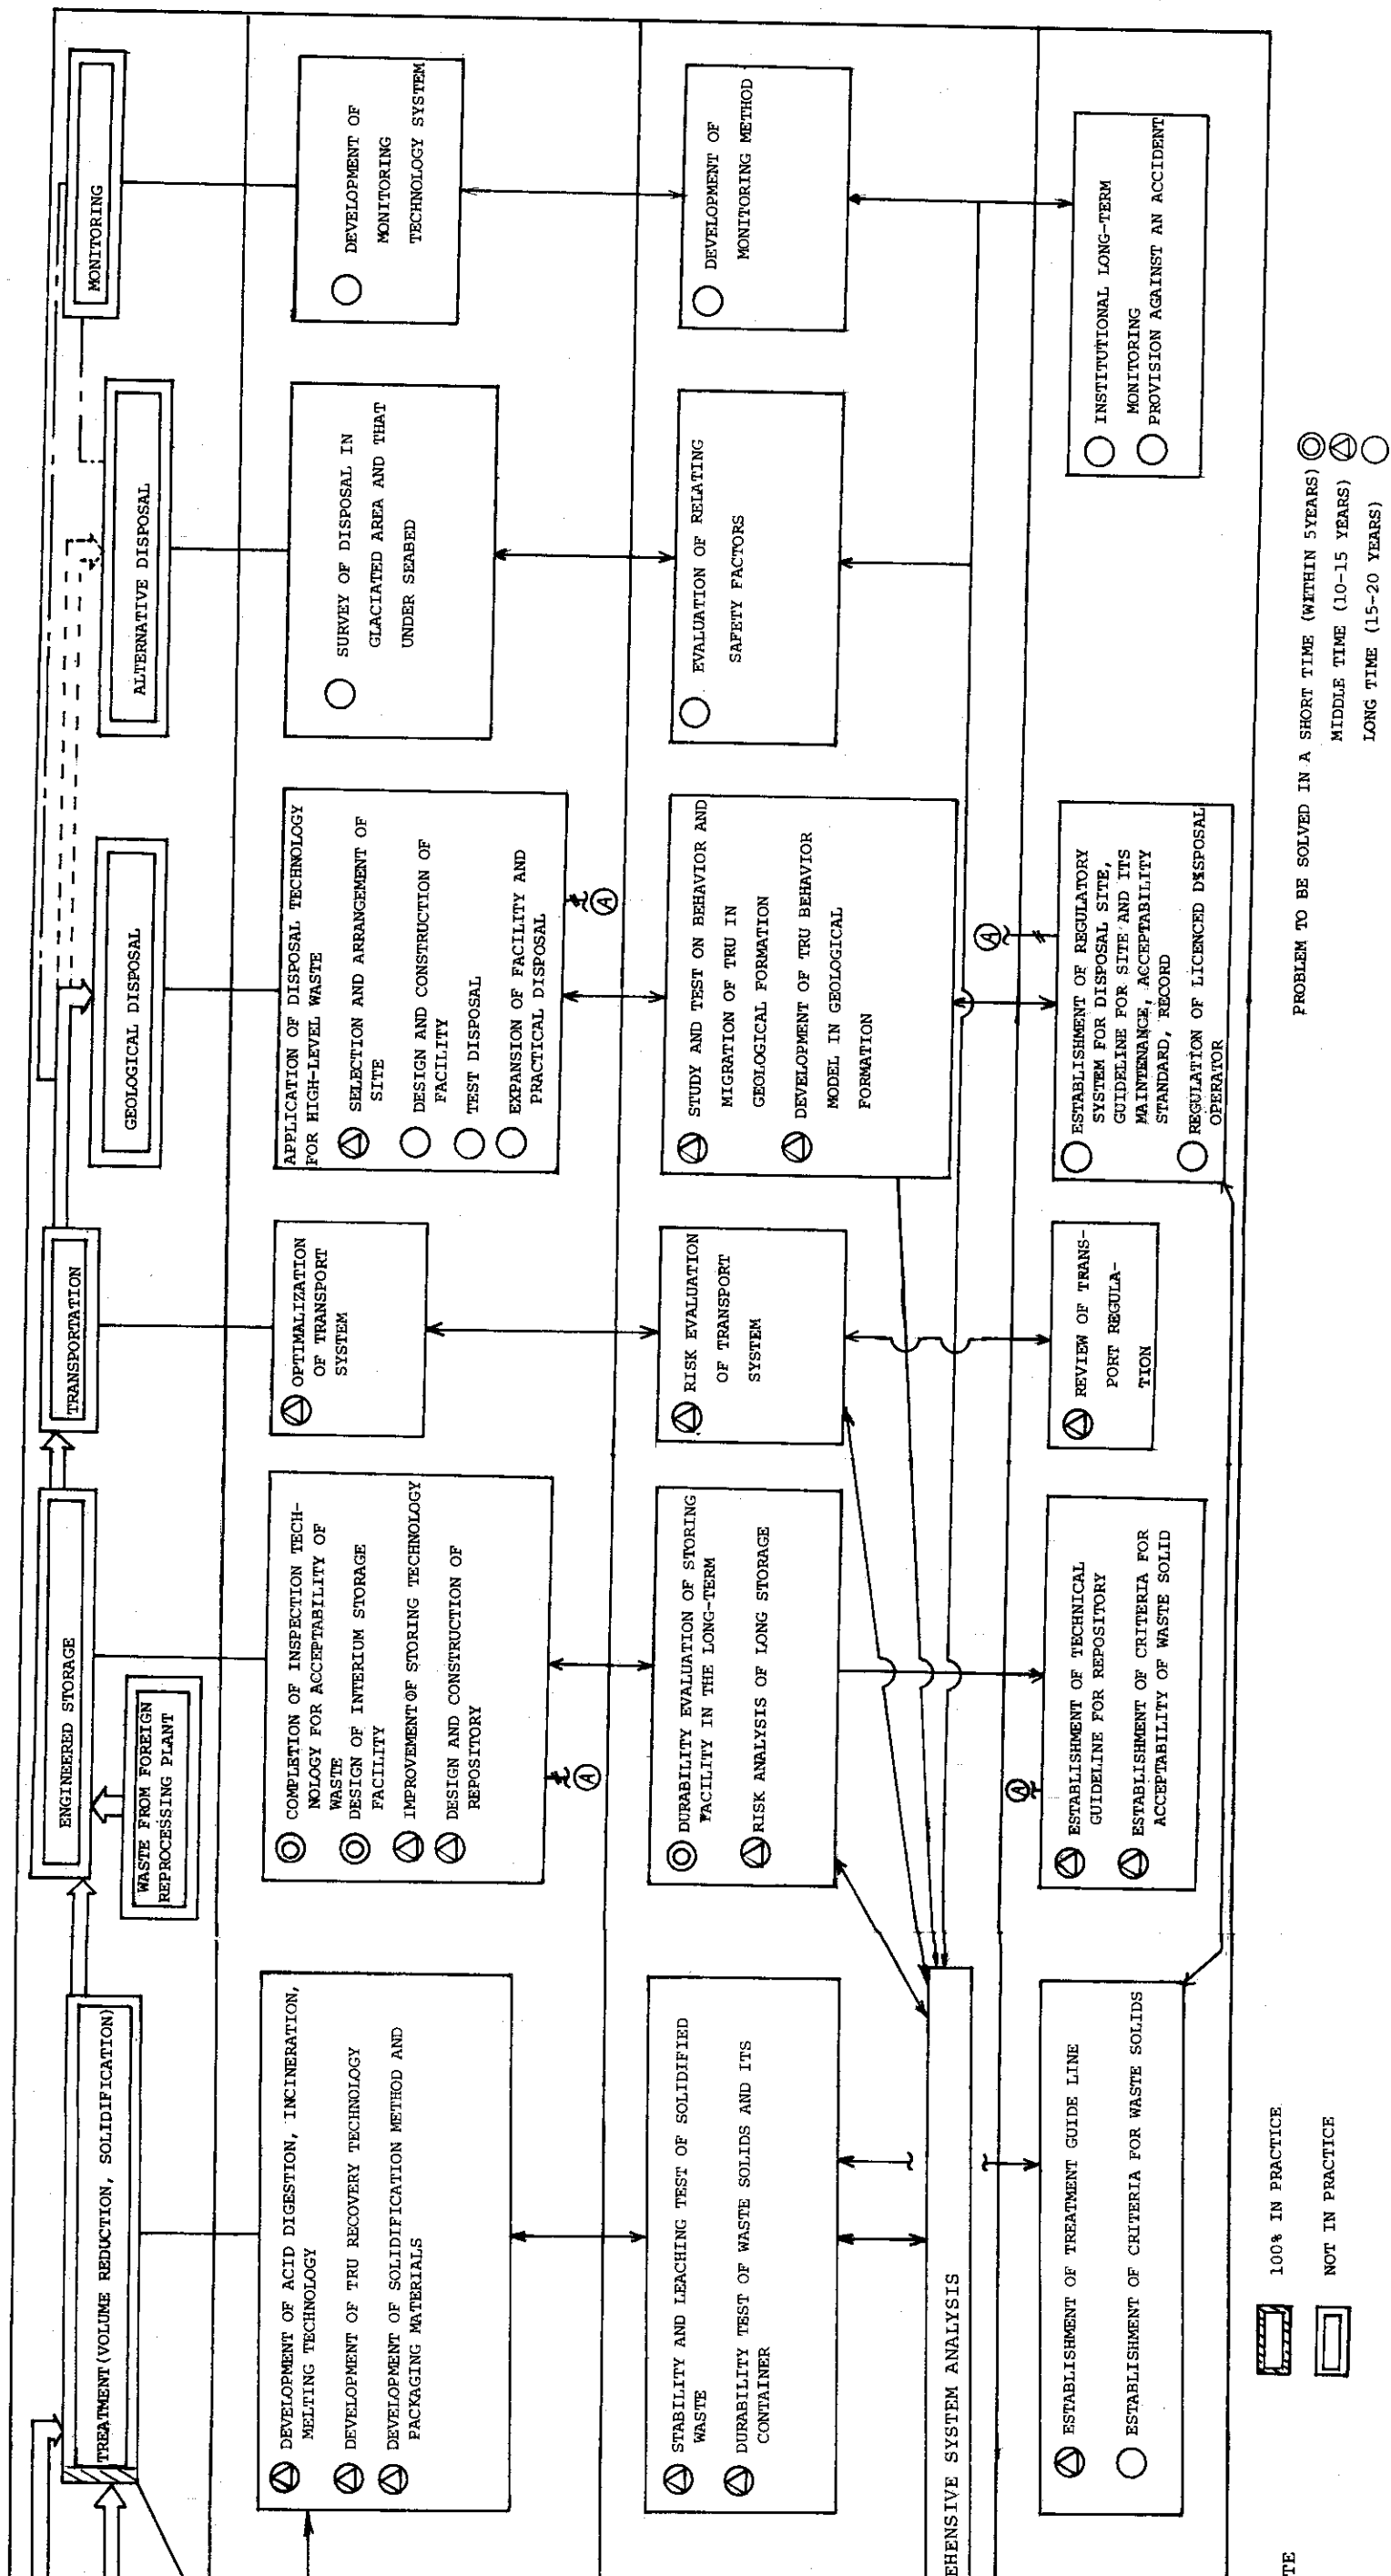 TREATMENT(VOLUME REDUCTION, SOLIDIFICATION)
ENGINEERED STORAGE
WASTE FROM FOREIGN
REPROCESSING PLANT
TRANSPORTATION
GEOLOGICAL DISPOSAL
ALTERNATIVE DISPOSAL
MONITORING
DEVELOPMENT OF ACID DIGESTION, INCINERATION,
MELTING TECHNOLOGY
DEVELOPMENT OF TRU RECOVERY TECHNOLOGY
DEVELOPMENT OF SOLIDIFICATION METHOD AND
PACKAGING MATERIALS
COMPLETION OF INSPECTION TECH-
NOLOGY FOR ACCEPTABILITY OF
WASTE
DESIGN OF INTERIUM STORAGE
FACILITY
IMPROVEMENT OF STORING TECHNOLOGY
DESIGN AND CONSTRUCTION OF
REPOSITORY
A
OPTIMALIZATION
OF TRANSPORT
SYSTEM
APPLICATION OF DISPOSAL TECHNOLOGY
FOR HIGH-LEVEL WASTE
SELECTION AND ARRANGEMENT OF
SITE
DESIGN AND CONSTRUCTION OF
FACILITY
TEST DISPOSAL
EXPANSION OF FACILITY AND
PRACTICAL DISPOSAL
A
SURVEY OF DISPOSAL IN
GLACIATED AREA AND THAT
UNDER SEABED
DEVELOPMENT OF
MONITORING
TECHNOLOGY SYSTEM
STABILITY AND LEACHING TEST OF SOLIDIFIED
WASTE
DURABILITY TEST OF WASTE SOLIDS AND ITS
CONTAINER
DURABILITY EVALUATION OF STORING
FACILITY IN THE LONG-TERM
RISK ANALYSIS OF LONG STORAGE
RISK EVALUATION
OF TRANSPORT
SYSTEM
STUDY AND TEST ON BEHAVIOR AND
MIGRATION OF TRU IN
GEOLOGICAL FORMATION
DEVELOPMENT OF TRU BEHAVIOR
MODEL IN GEOLOGICAL
FORMATION
EVALUATION OF RELATING
SAFETY FACTORS
DEVELOPMENT OF
MONITORING METHOD
EHENSIVE SYSTEM ANALYSIS
ESTABLISHMENT OF TREATMENT GUIDE LINE
ESTABLISHMENT OF CRITERIA FOR WASTE SOLIDS
A
ESTABLISHMENT OF TECHNICAL
GUIDELINE FOR REPOSITORY
ESTABLISHMENT OF CRITERIA FOR
ACCEPTABILITY OF WASTE SOLID
REVIEW OF TRANS-
PORT REGULA-
TION
A
ESTABLISHMENT OF REGULATORY
SYSTEM FOR DISPOSAL SITE,
GUIDELINE FOR SITE AND ITS
MAINTENANCE, ACCEPTABILITY
STANDARD, RECORD
REGULATION OF LICENCED DISPOSAL
OPERATOR
INSTITUTIONAL LONG-TERM
MONITORING
PROVISION AGAINST AN ACCIDENT
TE
100% IN PRACTICE
NOT IN PRACTICE
PROBLEM TO BE SOLVED IN A SHORT TIME (WITHIN 5YEARS)
MIDDLE TIME (10-15 YEARS)
LONG TIME (15-20 YEARS)